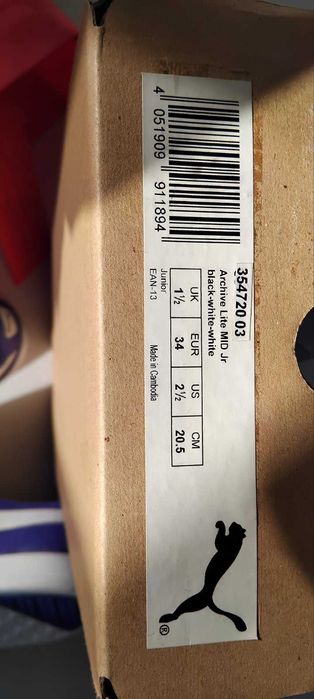 354720 03
Archive Lite MID Jr
black-white-white
UK EUR US CM
1½ 34 2½ 20.5
Junior
EAN-13 Made in Cambodia
4 051909 911894
®